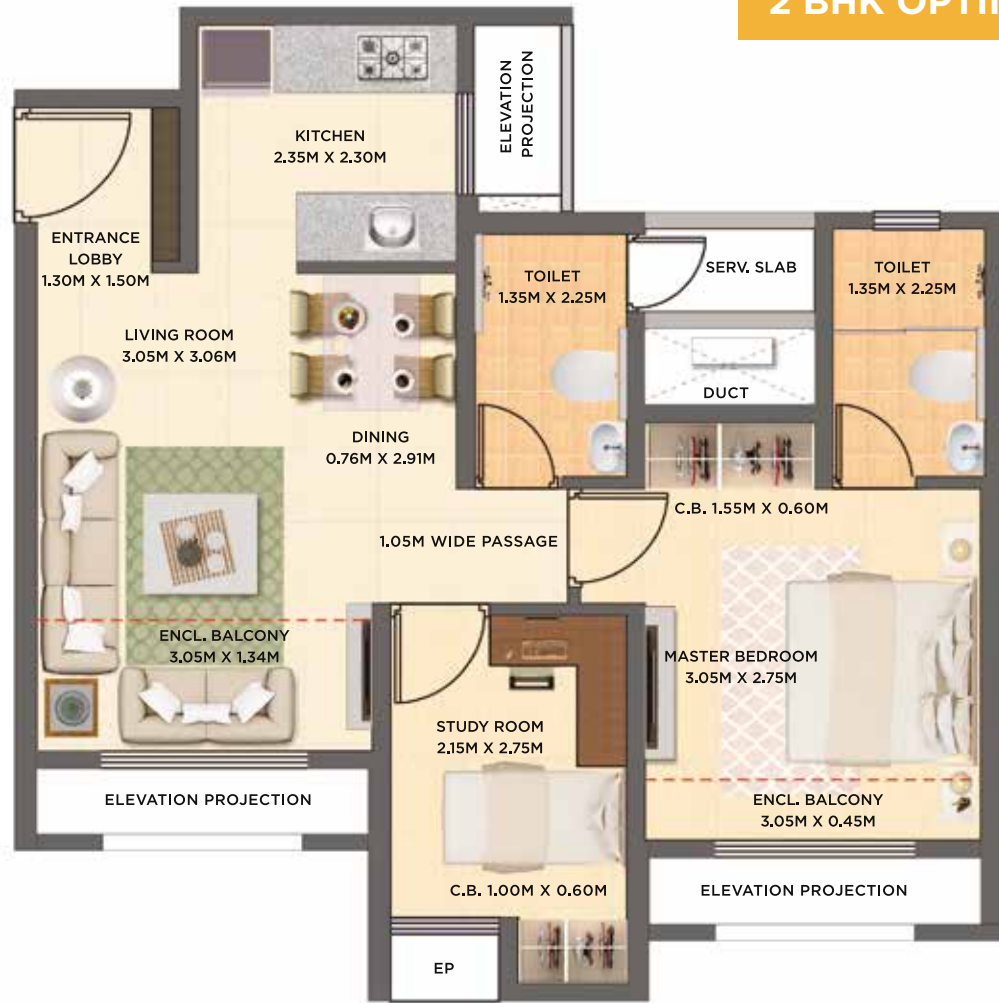 2 BHK
ELEVATION
PROJECTION
KITCHEN
2.35M X 2.30M
ENTRANCE
LOBBY
1.30M X 1.50M
TOILET
1.35M X 2.25M
SERV. SLAB
TOILET
1.35M X 2.25M
LIVING ROOM
3.05M X 3.06M
DUCT
DINING
0.76M X 2.91M
C.B. 1.55M X 0.60M
1.05M WIDE PASSAGE
ENCL. BALCONY
3.05M X 1.34M
MASTER BEDROOM
3.05M X 2.75M
STUDY ROOM
2.15M X 2.75M
ELEVATION PROJECTION
ENCL. BALCONY
3.05M X 0.45M
C.B. 1.00M X 0.60M
ELEVATION PROJECTION
EP